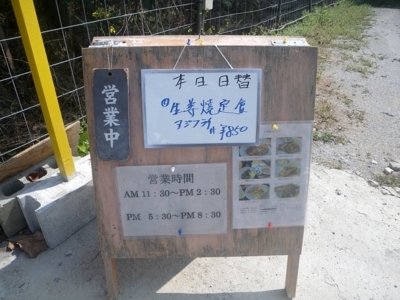 営業中
本日日替
生姜焼定食
アジフライ
¥850
営業時間
AM 11：30～PM 2：30
PM 5：30～PM 8：30